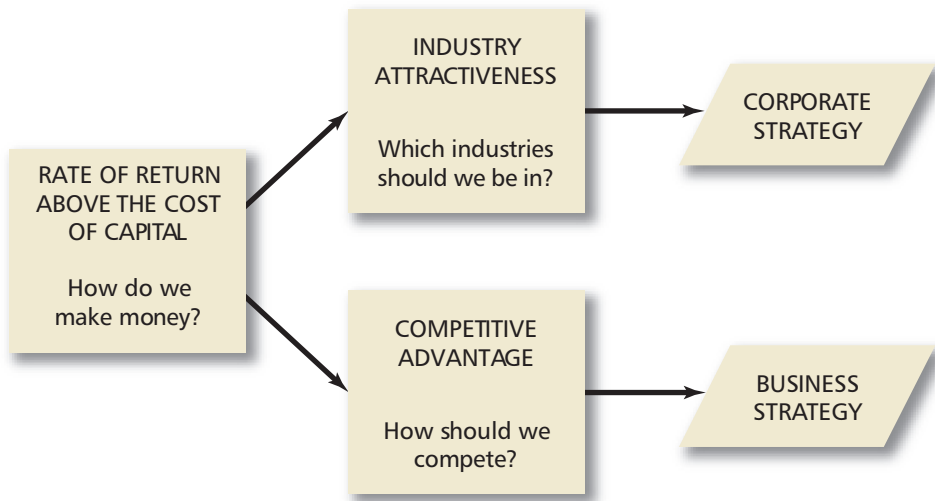 RATE OF RETURN
ABOVE THE COST
OF CAPITAL
How do we
make money?
INDUSTRY
ATTRACTIVENESS
Which industries
should we be in?
CORPORATE
STRATEGY
COMPETITIVE
ADVANTAGE
How should we
compete?
BUSINESS
STRATEGY